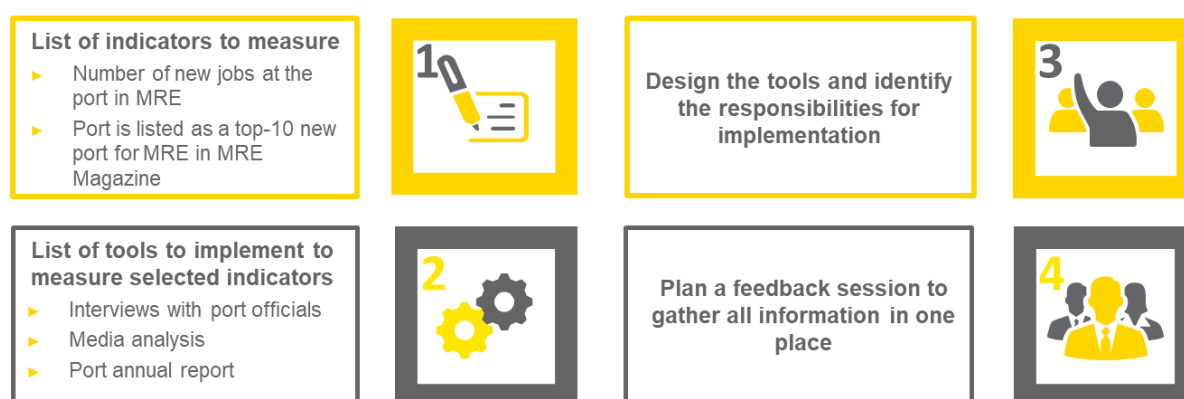 List of indicators to measure
► Number of new jobs at the
port in MRE
► Port is listed as a top-10 new
port for MRE in MRE
Magazine
1
List of tools to implement to
measure selected indicators
► Interviews with port officials
► Media analysis
► Port annual report
2
Design the tools and identify
the responsibilities for
implementation
3
Plan a feedback session to
gather all information in one
place
4